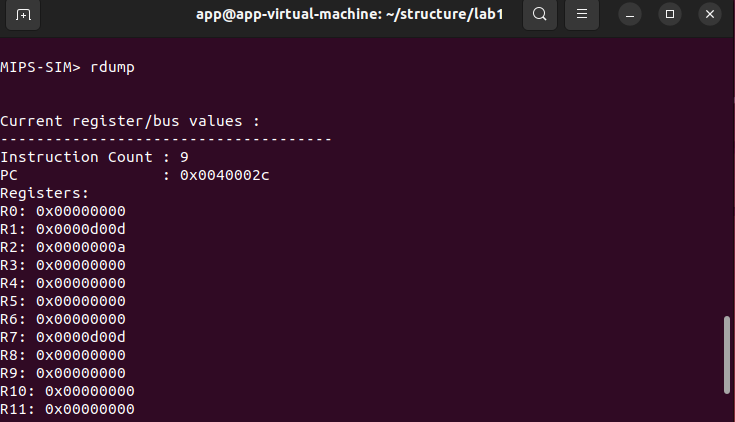 app@app-virtual-machine: ~/structure/lab1
MIPS-SIM> rdump
Current register/bus values :
-------------------------------------
Instruction Count : 9
PC                : 0x0040002c
Registers:
R0: 0x00000000
R1: 0x0000d00d
R2: 0x0000000a
R3: 0x00000000
R4: 0x00000000
R5: 0x00000000
R6: 0x00000000
R7: 0x0000d00d
R8: 0x00000000
R9: 0x00000000
R10: 0x00000000
R11: 0x00000000